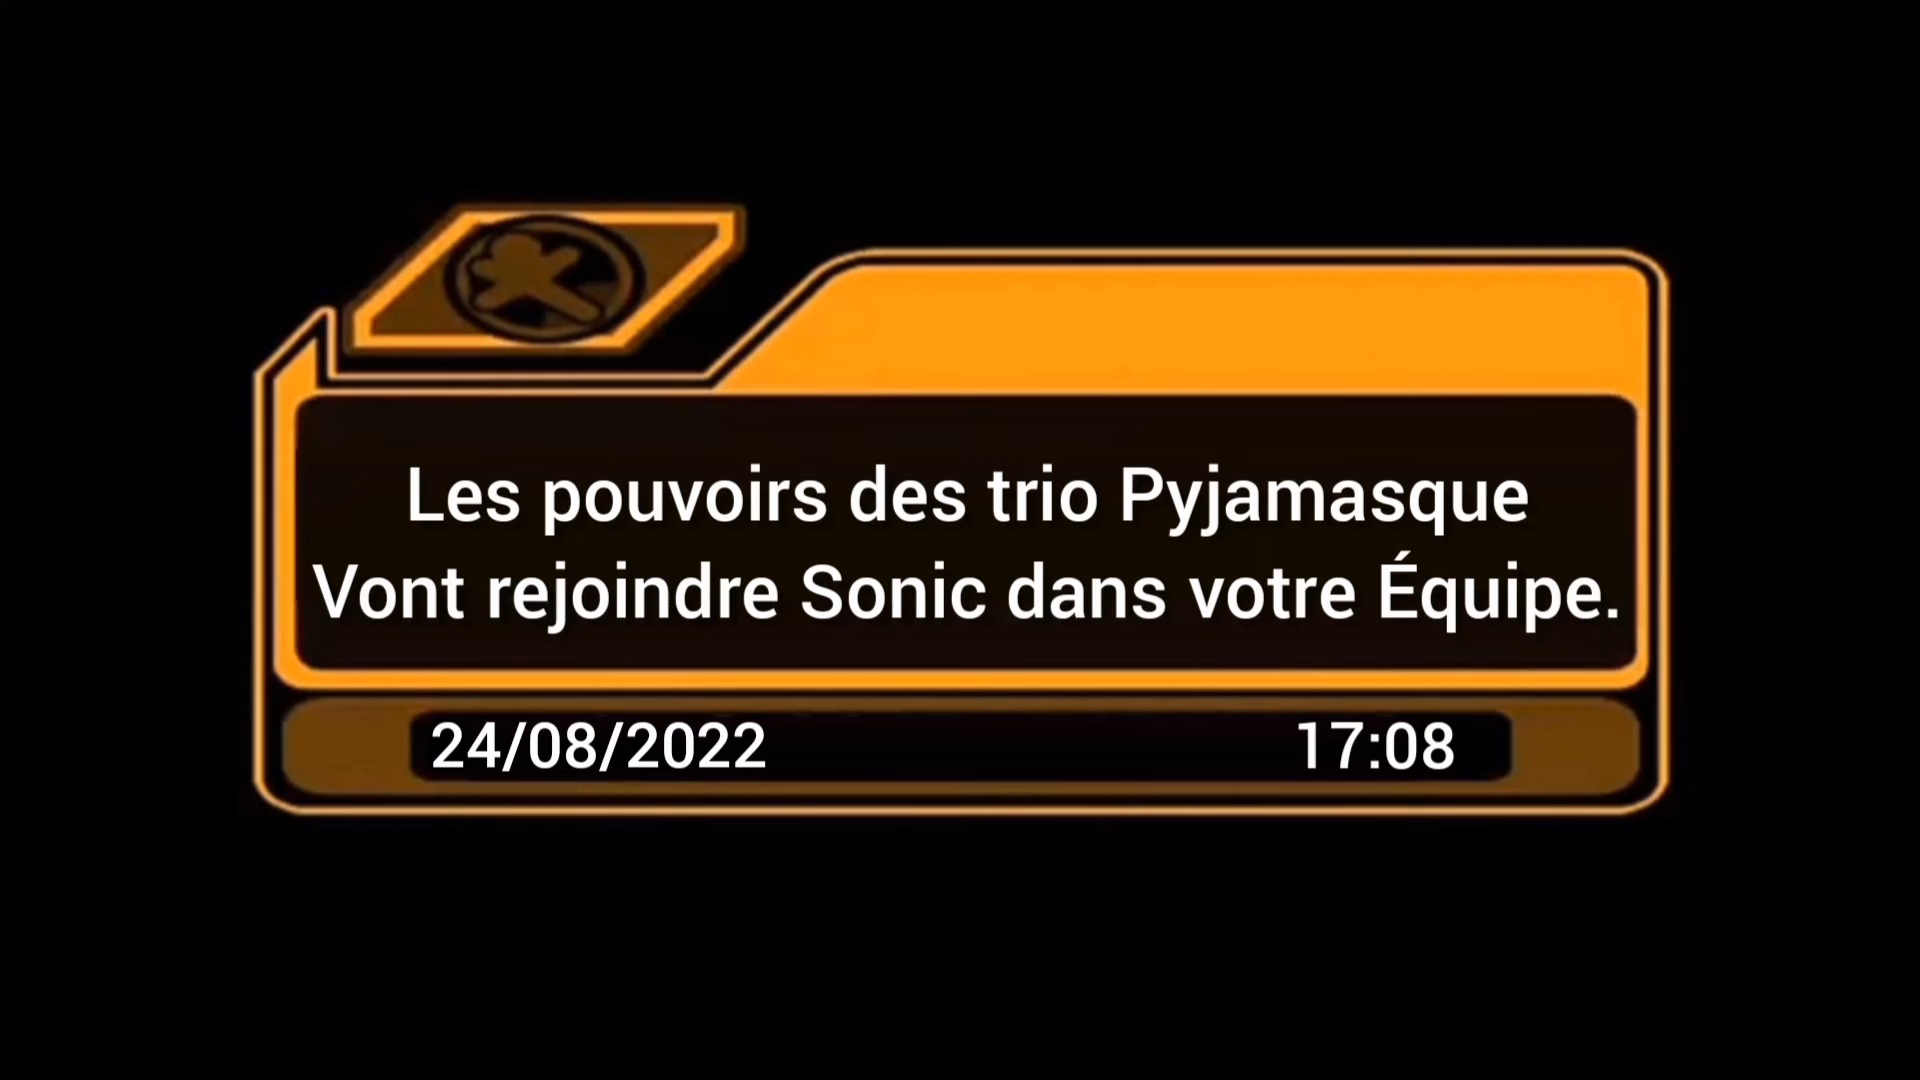 Les pouvoirs des trio Pyjamasque
Vont rejoindre Sonic dans votre Équipe.
24/08/2022 17:08